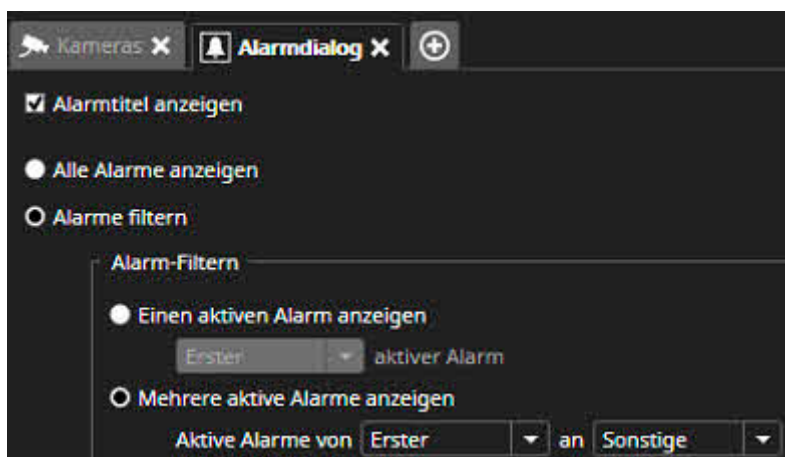 Kameras Alarmdialog
Alarmtitel anzeigen
Alle Alarme anzeigen
Alarme filtern
Alarm-Filtern
Einen aktiven Alarm anzeigen
Erster aktiver Alarm
Mehrere aktive Alarme anzeigen
Aktive Alarme von Erster an Sonstige